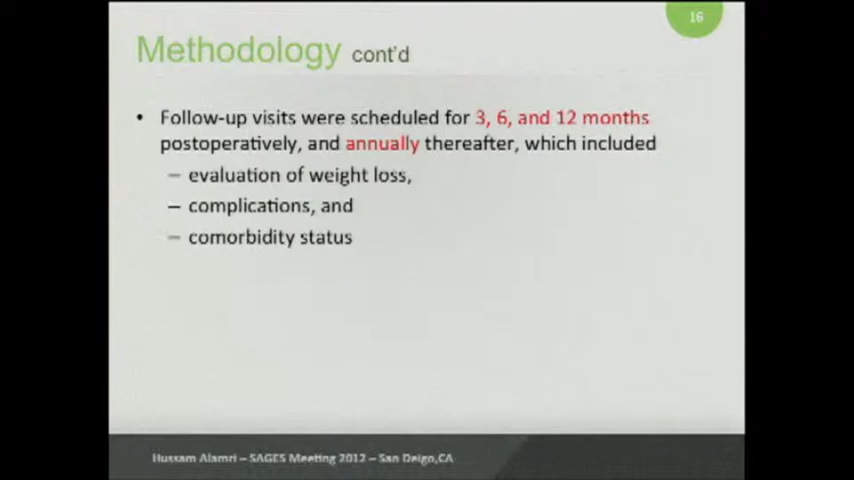 16
Methodology cont'd
• Follow-up visits were scheduled for 3, 6, and 12 months
postoperatively, and annually thereafter, which included
– evaluation of weight loss,
– complications, and
– comorbidity status
Hussam Alamri – SAGES Meeting 2012 – San Deigo,CA